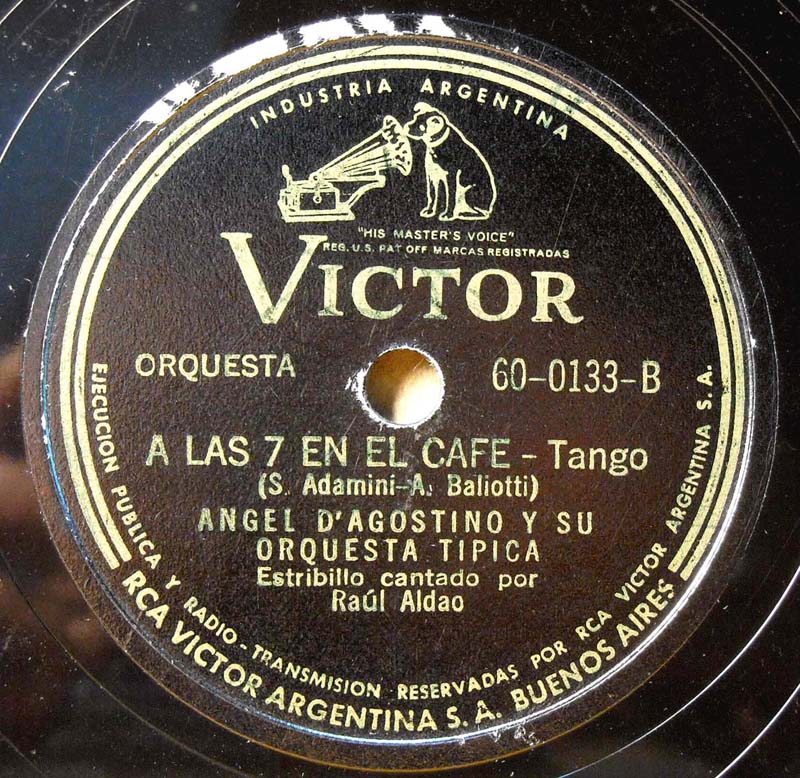 INDUSTRIA ARGENTINA
"HIS MASTER'S VOICE"
REG. U.S. PAT OFF MARCAS REGISTRADAS
VICTOR
ORQUESTA
60-0133-B
A LAS 7 EN EL CAFE - Tango
(S. Adamini-A. Baliotti)
ANGEL D'AGOSTINO Y SU
ORQUESTA TIPICA
Estribillo cantado por
Raúl Aldao
EJECUCION PUBLICA Y RADIO-TRANSMISION RESERVADAS POR RCA VICTOR ARGENTINA S.A.
RCA VICTOR ARGENTINA S.A. BUENOS AIRES